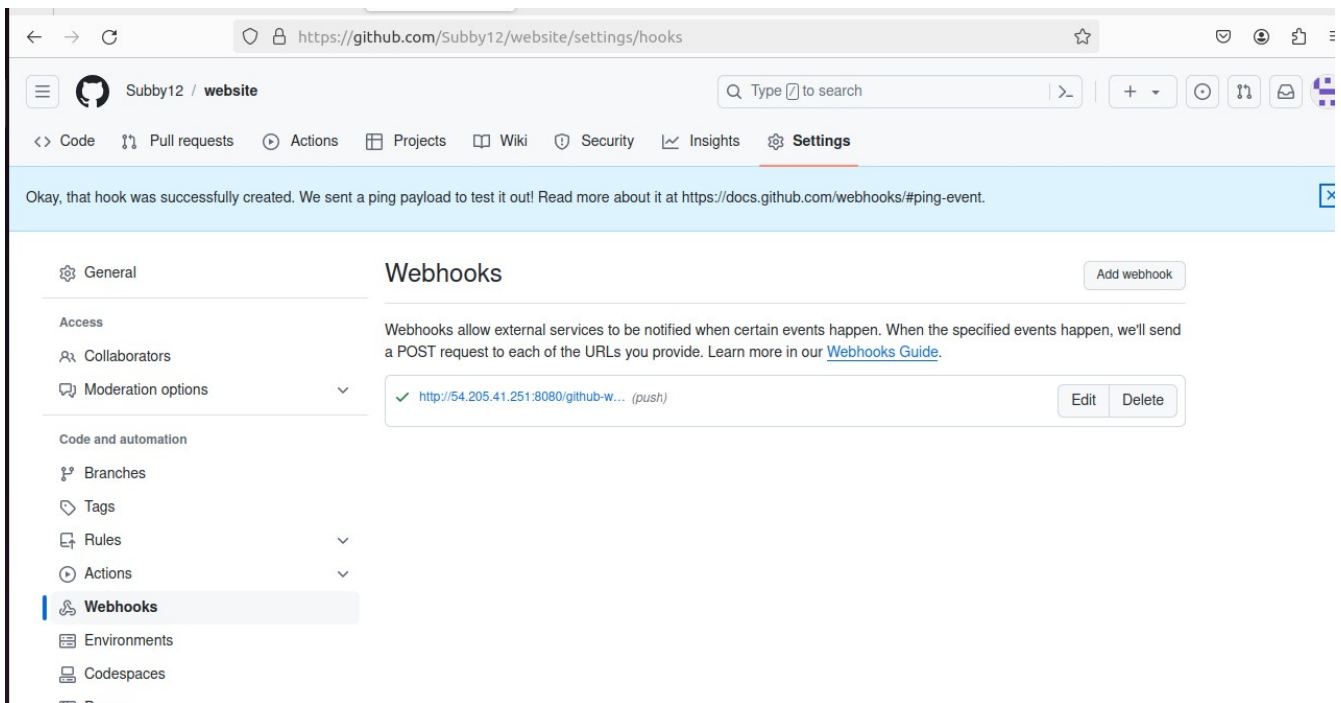 https://github.com/Subby12/website/settings/hooks
Subby12 / website
Type / to search
Code Pull requests Actions Projects Wiki Security Insights Settings
Okay, that hook was successfully created. We sent a ping payload to test it out! Read more about it at https://docs.github.com/webhooks/#ping-event.
General
Access
Collaborators
Moderation options
Code and automation
Branches
Tags
Rules
Actions
Webhooks
Environments
Codespaces
Webhooks
Add webhook
Webhooks allow external services to be notified when certain events happen. When the specified events happen, we'll send
a POST request to each of the URLs you provide. Learn more in our Webhooks Guide.
http://54.205.41.251:8080/github-w... (push)
Edit Delete